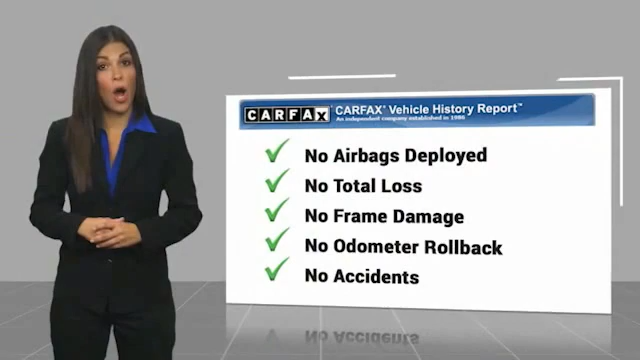 CARFAX CARFAX® Vehicle History Report™
An independent company established in 1986
No Airbags Deployed
No Total Loss
No Frame Damage
No Odometer Rollback
No Accidents